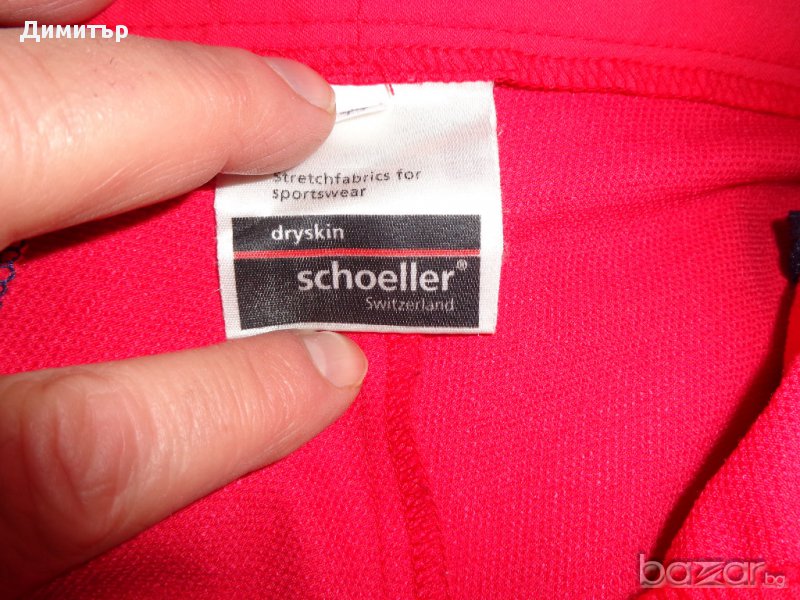 Димитър
Stretchfabrics for
sportswear
dryskin
schoeller®
Switzerland
bazar.bg